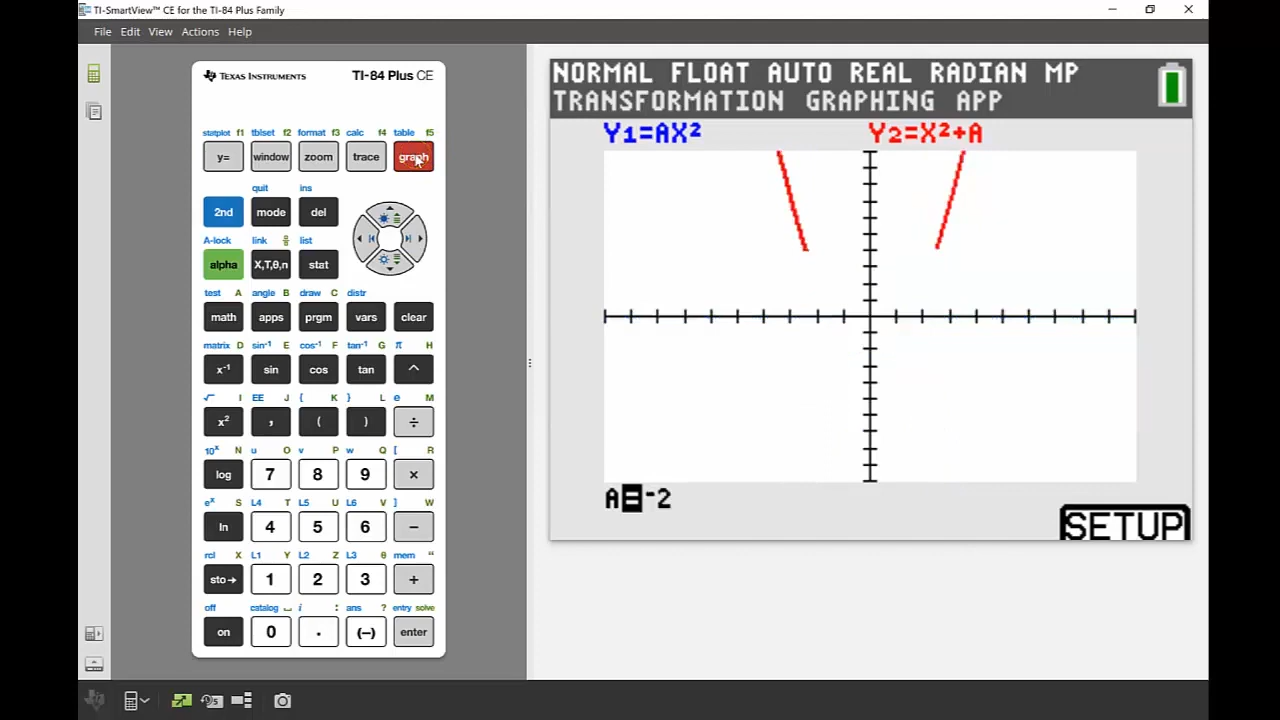 TI-SmartView™ CE for the TI-84 Plus Family
File Edit View Actions Help
TEXAS INSTRUMENTS TI-84 Plus CE
statplot f1 tblset f2 format f3 calc f4 table f5
y= window zoom trace graph
quit ins
2nd mode del
A-lock link list
alpha X,T,θ,n stat
test A angle B draw C distr
math apps prgm vars clear
matrix D sin⁻¹ E cos⁻¹ F tan⁻¹ G π H
x⁻¹ sin cos tan ^
√ I EE J { K } L e M
x² , ( ) ÷
10ˣ N u O v P w Q [ R
log 7 8 9 ×
eˣ S L4 T L5 U L6 V ] W
ln 4 5 6 −
rcl X L1 Y L2 Z L3 θ mem "
sto→ 1 2 3 +
off catalog i : ans ? entry solve
on 0 . (−) enter
NORMAL FLOAT AUTO REAL RADIAN MP
TRANSFORMATION GRAPHING APP
Y1=AX² Y2=X²+A
A=-2
SETUP